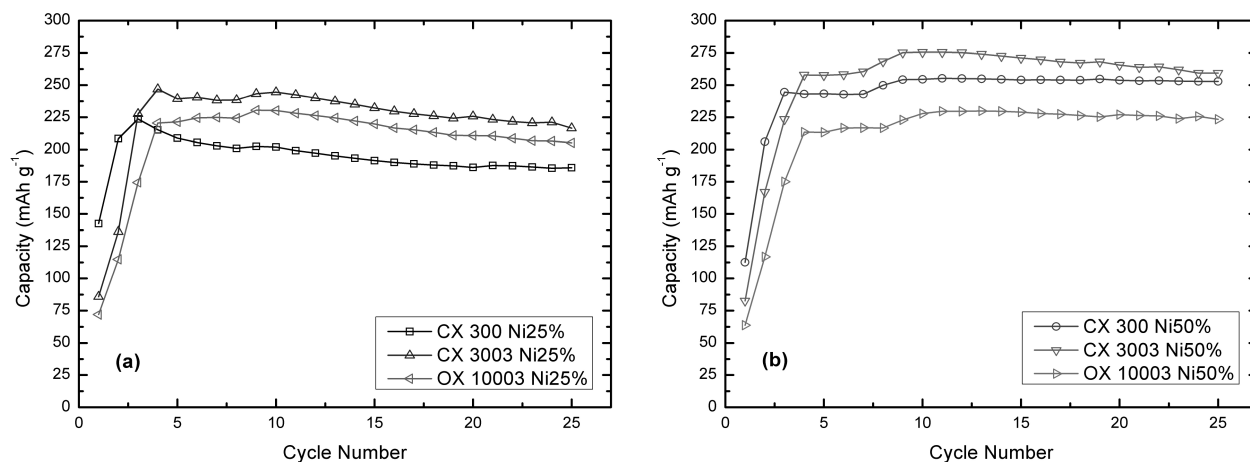 300
275
250
225
200
175
150
125
100
75
50
25
0
Capacity (mAh g-1)
(a)
CX 300 Ni25%
CX 3003 Ni25%
OX 10003 Ni25%
0 5 10 15 20 25
Cycle Number
300
275
250
225
200
175
150
125
100
75
50
25
0
Capacity (mAh g-1)
(b)
CX 300 Ni50%
CX 3003 Ni50%
OX 10003 Ni50%
0 5 10 15 20 25
Cycle Number